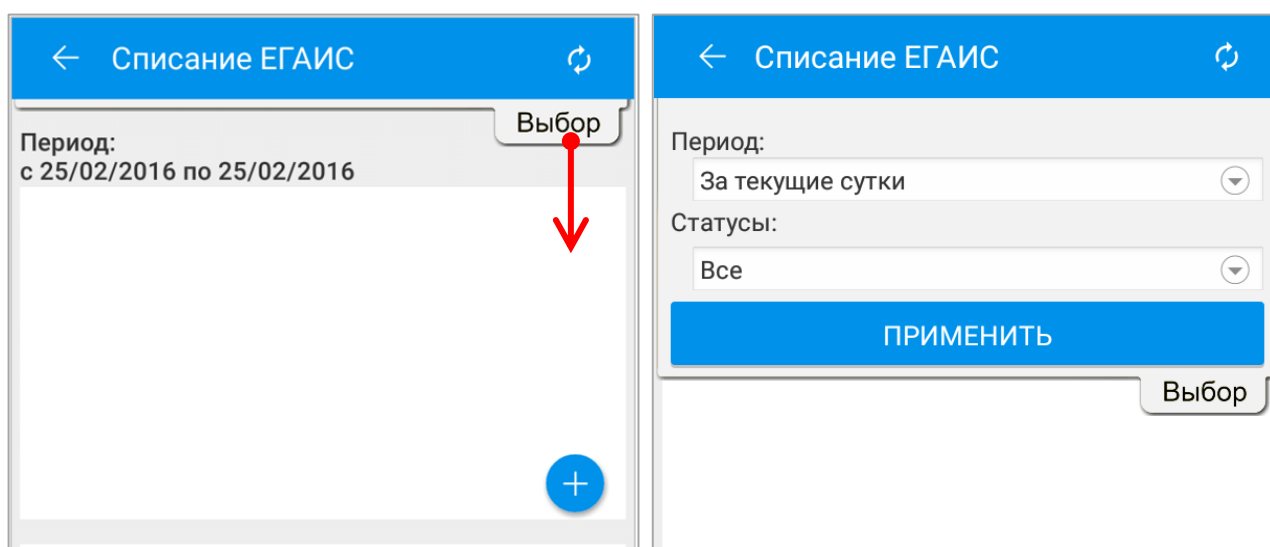 Списание ЕГАИС
Выбор
Период:
с 25/02/2016 по 25/02/2016
Списание ЕГАИС
Период:
За текущие сутки
Статусы:
Все
ПРИМЕНИТЬ
Выбор